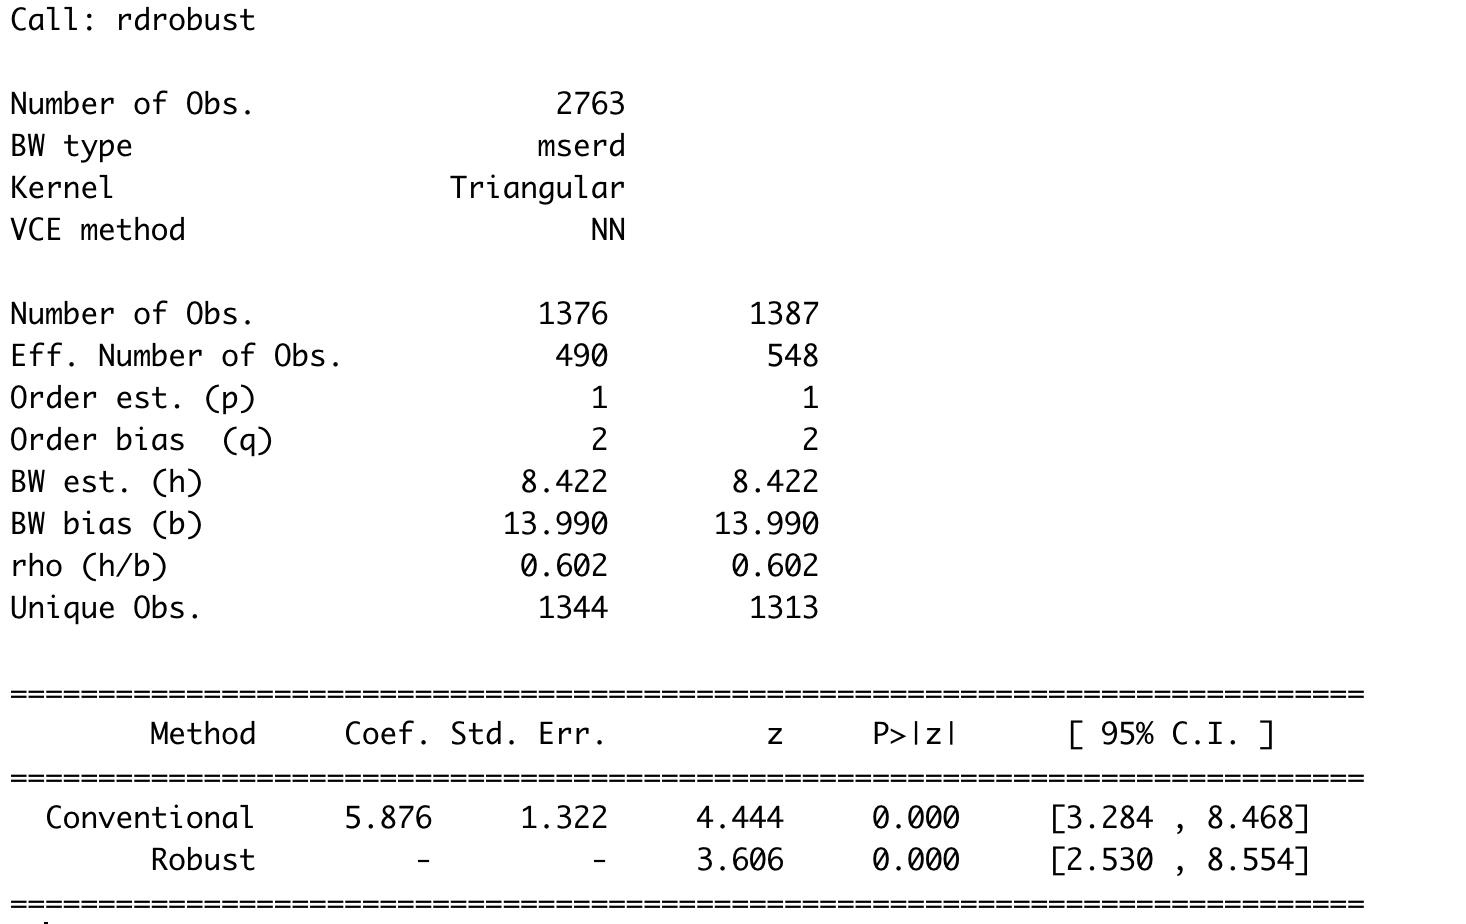 Call: rdrobust
Number of Obs. 2763
BW type mserd
Kernel Triangular
VCE method NN
Number of Obs. 1376 1387
Eff. Number of Obs. 490 548
Order est. (p) 1 1
Order bias (q) 2 2
BW est. (h) 8.422 8.422
BW bias (b) 13.990 13.990
rho (h/b) 0.602 0.602
Unique Obs. 1344 1313
=============================================================================
Method Coef. Std. Err. z P>|z| [ 95% C.I. ]
=============================================================================
Conventional 5.876 1.322 4.444 0.000 [3.284 , 8.468]
Robust - - 3.606 0.000 [2.530 , 8.554]
=============================================================================